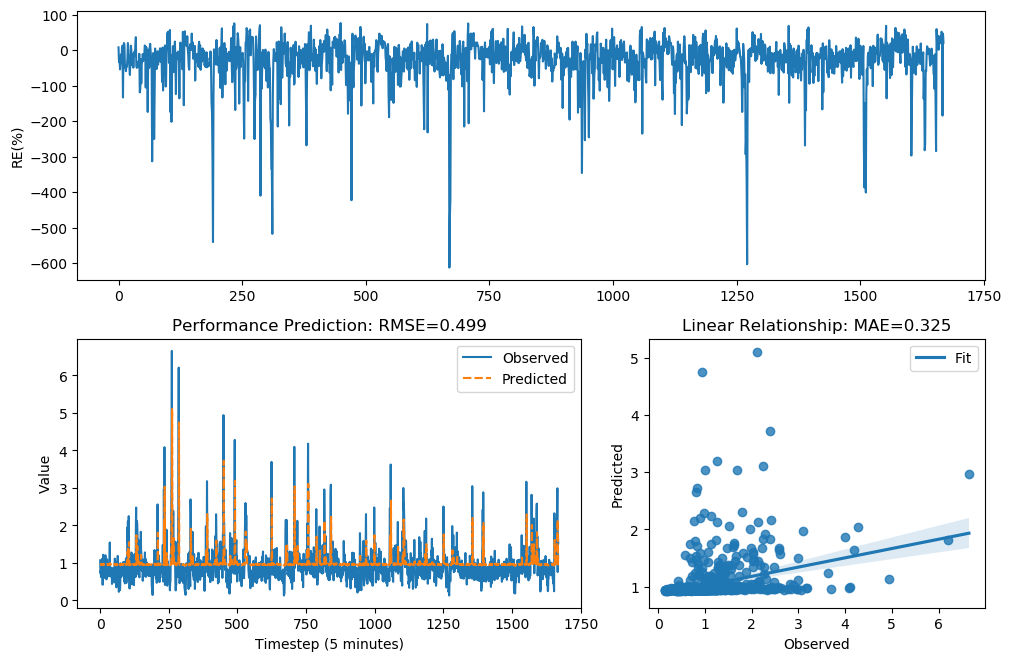 100
0
−100
−200
−300
−400
−500
−600
RE(%)
0 250 500 750 1000 1250 1500 1750
Performance Prediction: RMSE=0.499
Observed
Predicted
6
5
4
3
2
1
0
Value
0 250 500 750 1000 1250 1500 1750
Timestep (5 minutes)
Linear Relationship: MAE=0.325
Fit
5
4
3
2
1
Predicted
0 1 2 3 4 5 6
Observed